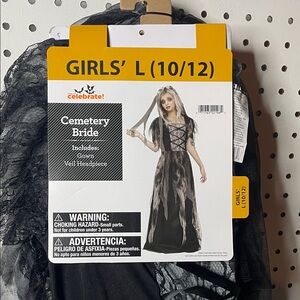 GIRLS' L (10/12)
celebrate!
Cemetery
Bride
Includes:
Gown
Veil Headpiece
WARNING:
CHOKING HAZARD-Small parts.
Not for children under 3 years.
ADVERTENCIA:
PELIGRO DE ASFIXIA-Piezas pequeñas.
No apto para niños menores de 3 años.
GIRLS'
L (10/12)